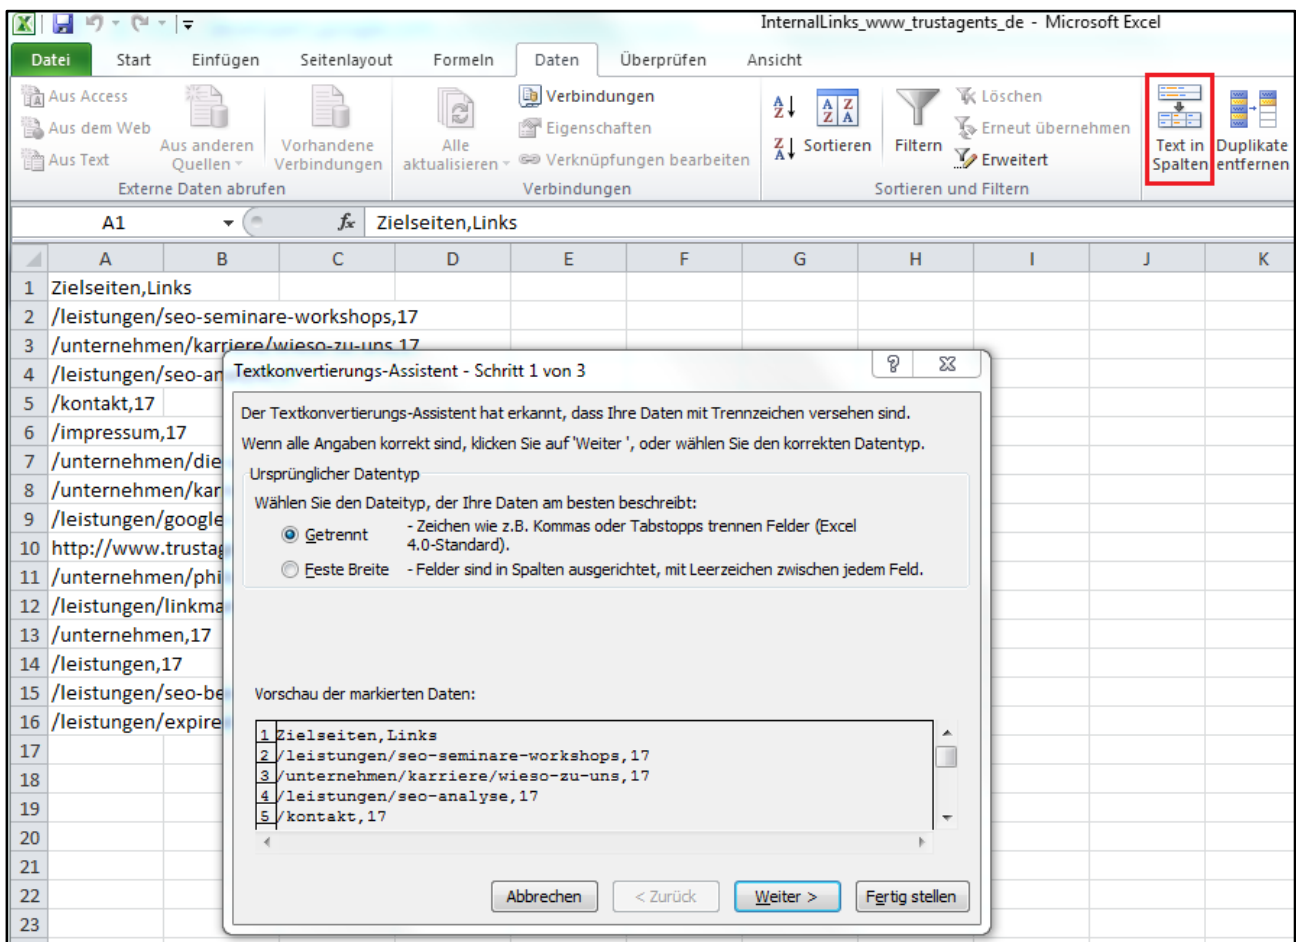 InternalLinks_www_trustagents_de - Microsoft Excel
Datei Start Einfügen Seitenlayout Formeln Daten Überprüfen Ansicht
Aus Access
Aus dem Web
Aus Text
Aus anderen
Quellen
Vorhandene
Verbindungen
Externe Daten abrufen
Alle
aktualisieren
Verbindungen
Eigenschaften
Verknüpfungen bearbeiten
Verbindungen
Sortieren
Filtern
Löschen
Erneut übernehmen
Erweitert
Sortieren und Filtern
Text in
Spalten
Duplikate
entfernen
A1 fx Zielseiten,Links
A B C D E F G H I J K
1 Zielseiten,Links
2 /leistungen/seo-seminare-workshops,17
3 /unternehmen/karriere/wieso-zu-uns,17
4 /leistungen/seo-an
5 /kontakt,17
6 /impressum,17
7 /unternehmen/die
8 /unternehmen/kar
9 /leistungen/google
10 http://www.trustag
11 /unternehmen/phi
12 /leistungen/linkma
13 /unternehmen,17
14 /leistungen,17
15 /leistungen/seo-be
16 /leistungen/expire
17
18
19
20
21
22
23
Textkonvertierungs-Assistent - Schritt 1 von 3
Der Textkonvertierungs-Assistent hat erkannt, dass Ihre Daten mit Trennzeichen versehen sind.
Wenn alle Angaben korrekt sind, klicken Sie auf 'Weiter ', oder wählen Sie den korrekten Datentyp.
Ursprünglicher Datentyp
Wählen Sie den Dateityp, der Ihre Daten am besten beschreibt:
Getrennt - Zeichen wie z.B. Kommas oder Tabstopps trennen Felder (Excel
4.0-Standard).
Feste Breite - Felder sind in Spalten ausgerichtet, mit Leerzeichen zwischen jedem Feld.
Vorschau der markierten Daten:
1 Zielseiten,Links
2 /leistungen/seo-seminare-workshops,17
3 /unternehmen/karriere/wieso-zu-uns,17
4 /leistungen/seo-analyse,17
5 /kontakt,17
Abbrechen < Zurück Weiter > Fertig stellen